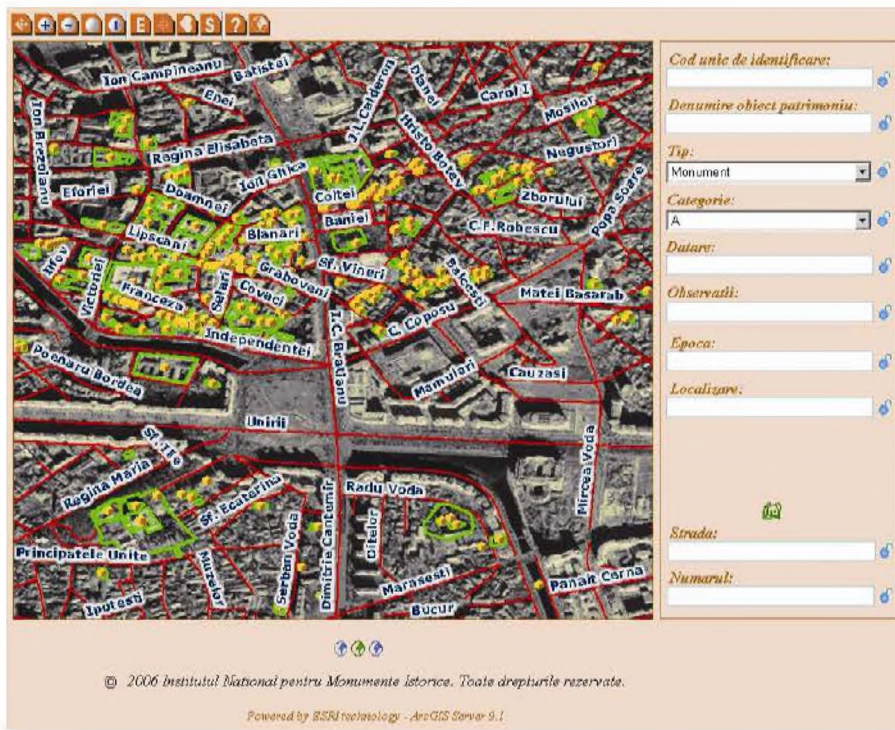 E S ?
Ion Campineanu
Batistei
Enei
J.L.Calderon
Dianei
Carol I
Mosilor
Ion Brezoianu
Regina Elisabeta
Hristo Botev
Negustori
Eforiei
Doamnei
Ion Ghica
Coltei
Zborului
Popa Soare
Lipscani
Blanari
Baniei
C.F.Robescu
Ilfov
Victoriei
Selari
Gabroveni
Sf. Vineri
Balcesti
Franceza
Covaci
Matei Basarab
Independentei
I.C. Bratianu
C. Coposu
Poenaru Bordea
Mamulari
Cauzasi
Unirii
Sf. Ilie
Mircea Voda
Regina Maria
Sf. Ecaterina
Radu Voda
Principatele Unite
Muzelor
Serban Voda
Dimitrie Cantemir
Ditelor
Marasesti
Panait Cerna
Iputesti
Bucur
Cod unic de identificare:
Denumire obiect patrimoniu:
Tip:
Monument
Categorie:
A
Datare:
Observatii:
Epoca:
Localizare:
Strada:
Numarul:
© 2006 Institutul National pentru Monumente Istorice. Toate drepturile rezervate.
Powered by ESRI technology - ArcGIS Server 9.1